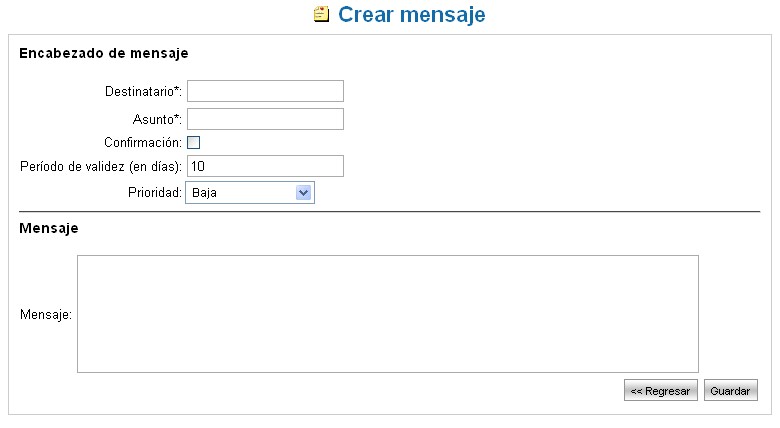 Crear mensaje
Encabezado de mensaje
Destinatario*:
Asunto*:
Confirmación:
Período de validez (en días): 10
Prioridad: Baja
Mensaje
Mensaje:
<< Regresar Guardar